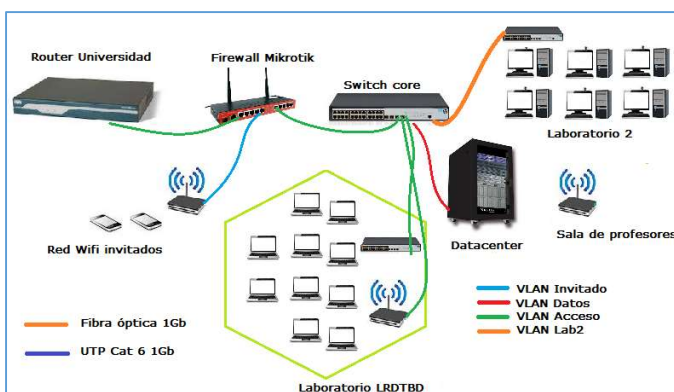 Router Universidad
Firewall Mikrotik
Switch core
Laboratorio 2
Red Wifi invitados
Datacenter
Sala de profesores
VLAN Invitado
VLAN Datos
VLAN Acceso
VLAN Lab2
Fibra óptica 1Gb
UTP Cat 6 1Gb
Laboratorio LRDTBD